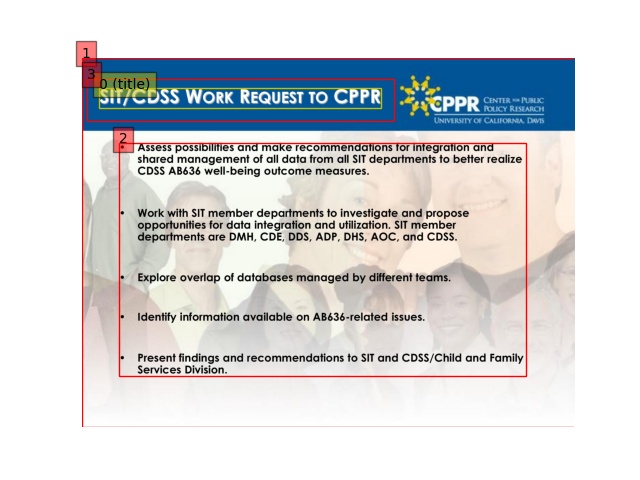 1
3
0 (title)
SIT/CDSS WORK REQUEST TO CPPR
CPPR CENTER FOR PUBLIC
POLICY RESEARCH
UNIVERSITY OF CALIFORNIA, DAVIS
2
• Assess possibilities and make recommendations for integration and
shared management of all data from all SIT departments to better realize
CDSS AB636 well-being outcome measures.
• Work with SIT member departments to investigate and propose
opportunities for data integration and utilization. SIT member
departments are DMH, CDE, DDS, ADP, DHS, AOC, and CDSS.
• Explore overlap of databases managed by different teams.
• Identify information available on AB636-related issues.
• Present findings and recommendations to SIT and CDSS/Child and Family
Services Division.